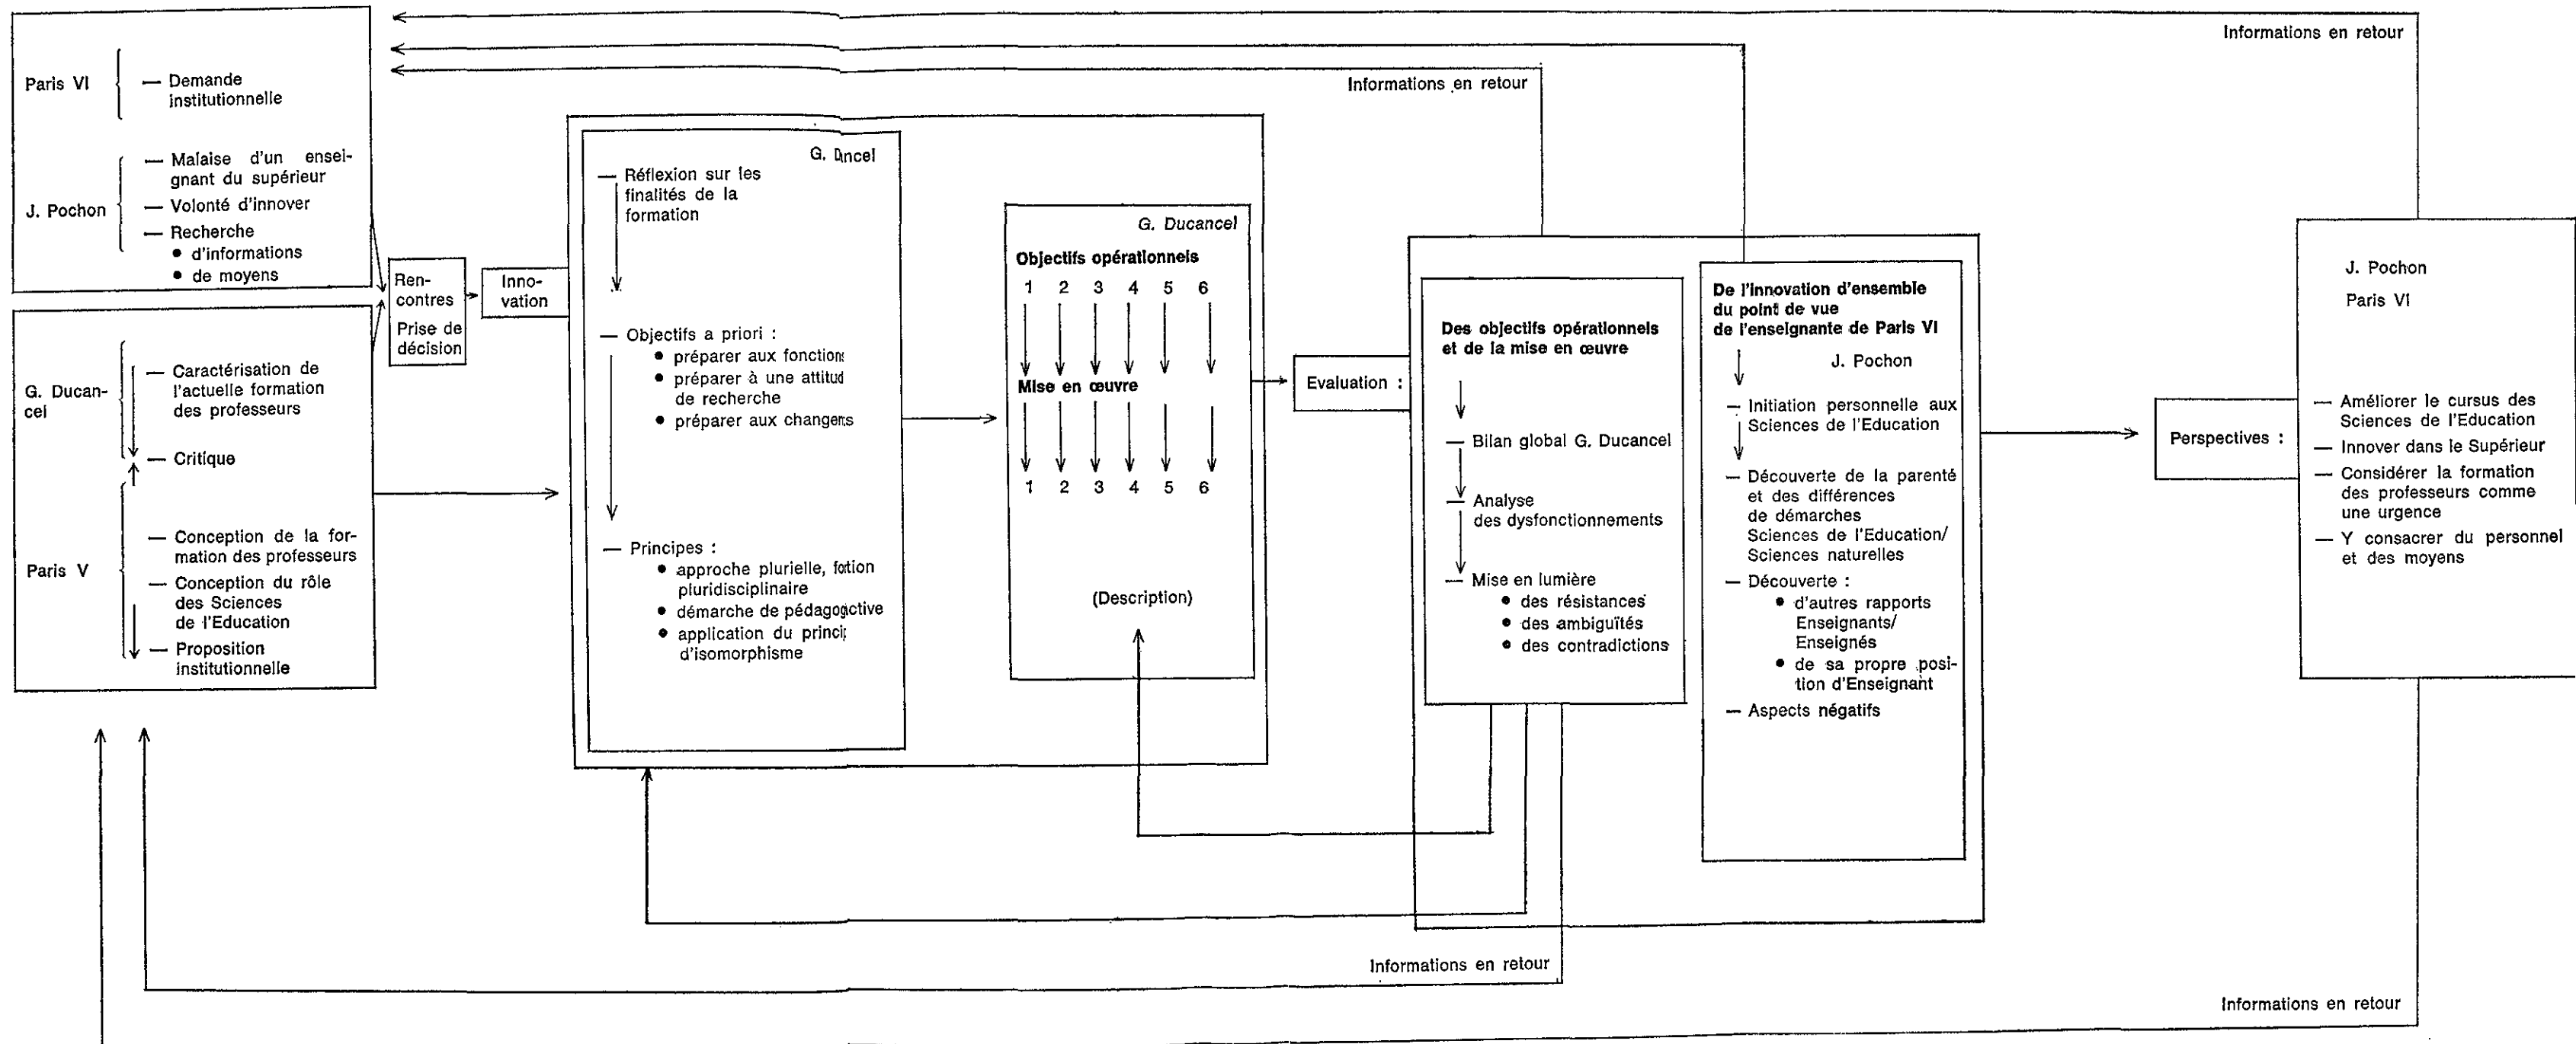 Paris VI
— Demande
institutionnelle
J. Pochon
— Malaise d'un ensei-
gnant du supérieur
— Volonté d'innover
— Recherche
• d'informations
• de moyens
G. Ducan-
cel
— Caractérisation de
l'actuelle formation
des professeurs
— Critique
Paris V
— Conception de la for-
mation des professeurs
— Conception du rôle
des Sciences
de l'Education
— Proposition
institutionnelle
Ren-
contres
Prise de
décision
Inno-
vation
G.
— Réflexion sur les
finalités de la
formation
— Objectifs a priori :
• préparer aux
• préparer à une
de recherche
• préparer aux
— Principes :
• approche plurielle,
pluridisciplinaire
• démarche de
• application du
d'isomorphisme
G. Ducancel
Objectifs opérationnels
1 2 3 4 5 6
Mise en œuvre
1 2 3 4 5 6
(Description)
Evaluation :
Des objectifs opérationnels
et de la mise en œuvre
— Bilan global G. Ducancel
— Analyse
des dysfonctionnements
— Mise en lumière
• des résistances
• des ambiguïtés
• des contradictions
De l'innovation d'ensemble
du point de vue
de l'enseignante de Paris VI
J. Pochon
— Initiation personnelle aux
Sciences de l'Education
— Découverte de la parenté
et des différences
de démarches
Sciences de l'Education/
Sciences naturelles
— Découverte :
• d'autres rapports
Enseignants/
Enseignés
• de sa propre posi-
tion d'Enseignant
— Aspects négatifs
Perspectives :
J. Pochon
Paris VI
— Améliorer le cursus des
Sciences de l'Education
— Innover dans le Supérieur
— Considérer la formation
des professeurs comme
une urgence
— Y consacrer du personnel
et des moyens
Informations en retour
Informations en retour
Informations en retour
Informations en retour